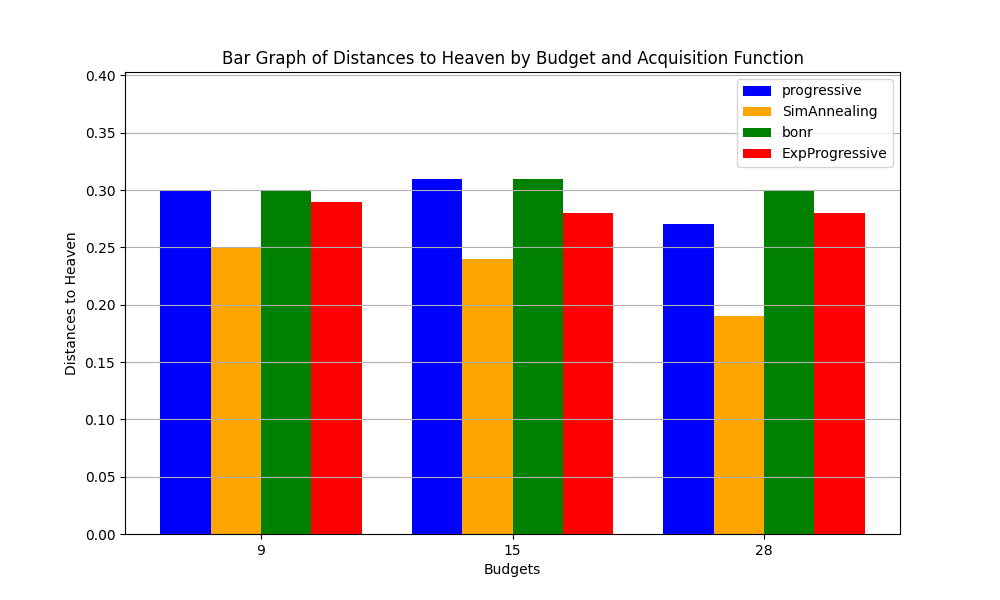 Bar Graph of Distances to Heaven by Budget and Acquisition Function
progressive
SimAnnealing
bonr
ExpProgressive
Distances to Heaven
0.40
0.35
0.30
0.25
0.20
0.15
0.10
0.05
0.00
9 15 28
Budgets